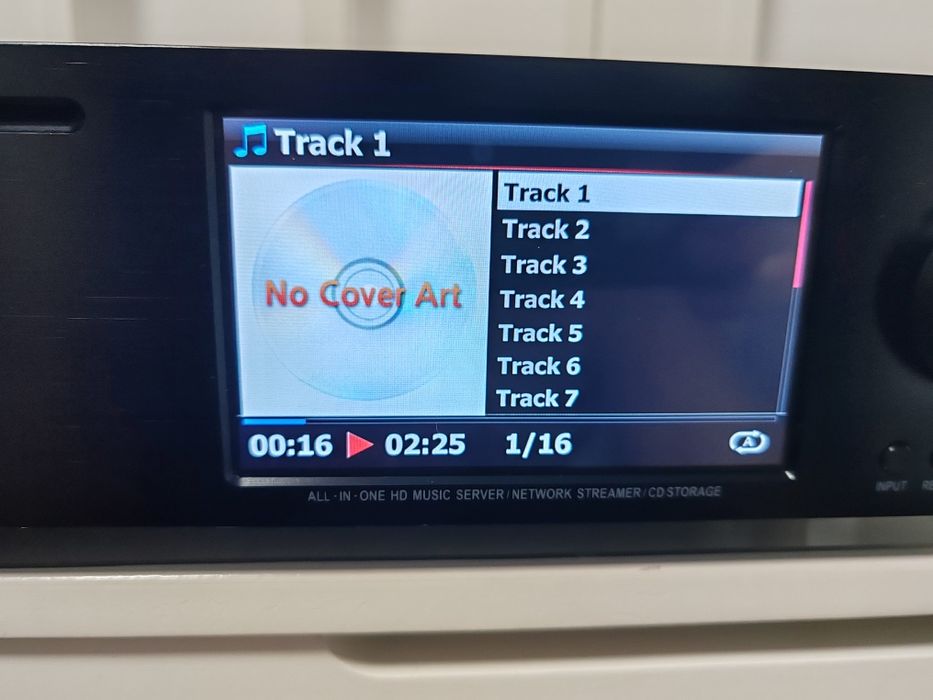 Track 1
No Cover Art
Track 1
Track 2
Track 3
Track 4
Track 5
Track 6
Track 7
00:16 02:25 1/16
A
ALL-IN-ONE HD MUSIC SERVER/NETWORK STREAMER/CD STORAGE
INPUT